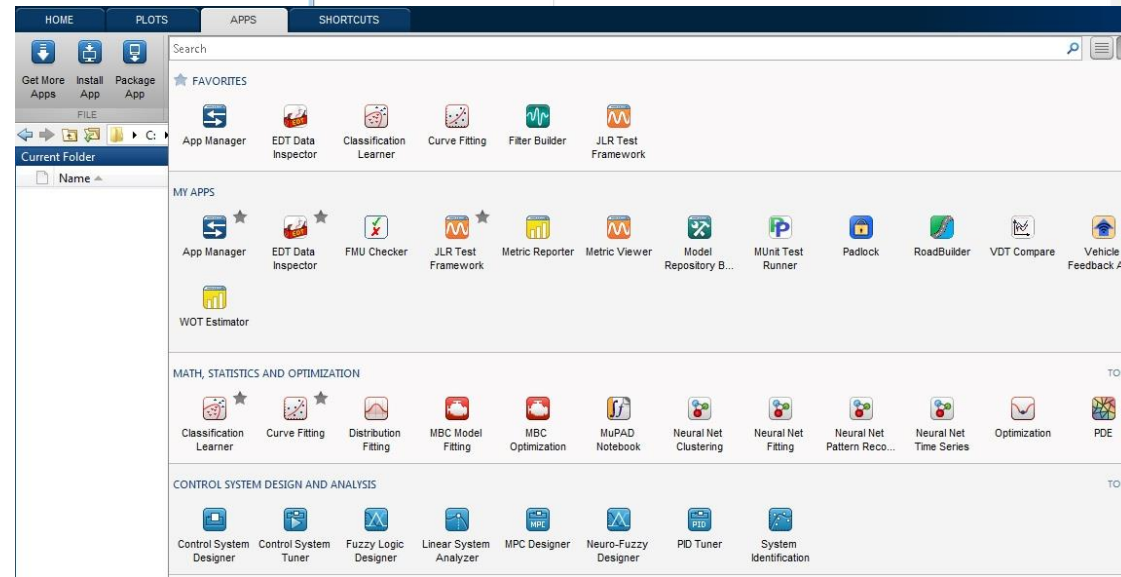 HOME PLOTS APPS SHORTCUTS
Search
Get More Apps
Install App
Package App
FILE
C:
Current Folder
Name
FAVORITES
App Manager
EDT Data Inspector
Classification Learner
Curve Fitting
Filter Builder
JLR Test Framework
MY APPS
App Manager
EDT Data Inspector
FMU Checker
JLR Test Framework
Metric Reporter
Metric Viewer
Model Repository B...
MUnit Test Runner
Padlock
RoadBuilder
VDT Compare
Vehicle Feedback A
WOT Estimator
MATH, STATISTICS AND OPTIMIZATION
TO
Classification Learner
Curve Fitting
Distribution Fitting
MBC Model Fitting
MBC Optimization
MuPAD Notebook
Neural Net Clustering
Neural Net Fitting
Neural Net Pattern Reco...
Neural Net Time Series
Optimization
PDE
CONTROL SYSTEM DESIGN AND ANALYSIS
TO
MPC
PID
Control System Designer
Control System Tuner
Fuzzy Logic Designer
Linear System Analyzer
MPC Designer
Neuro-Fuzzy Designer
PID Tuner
System Identification